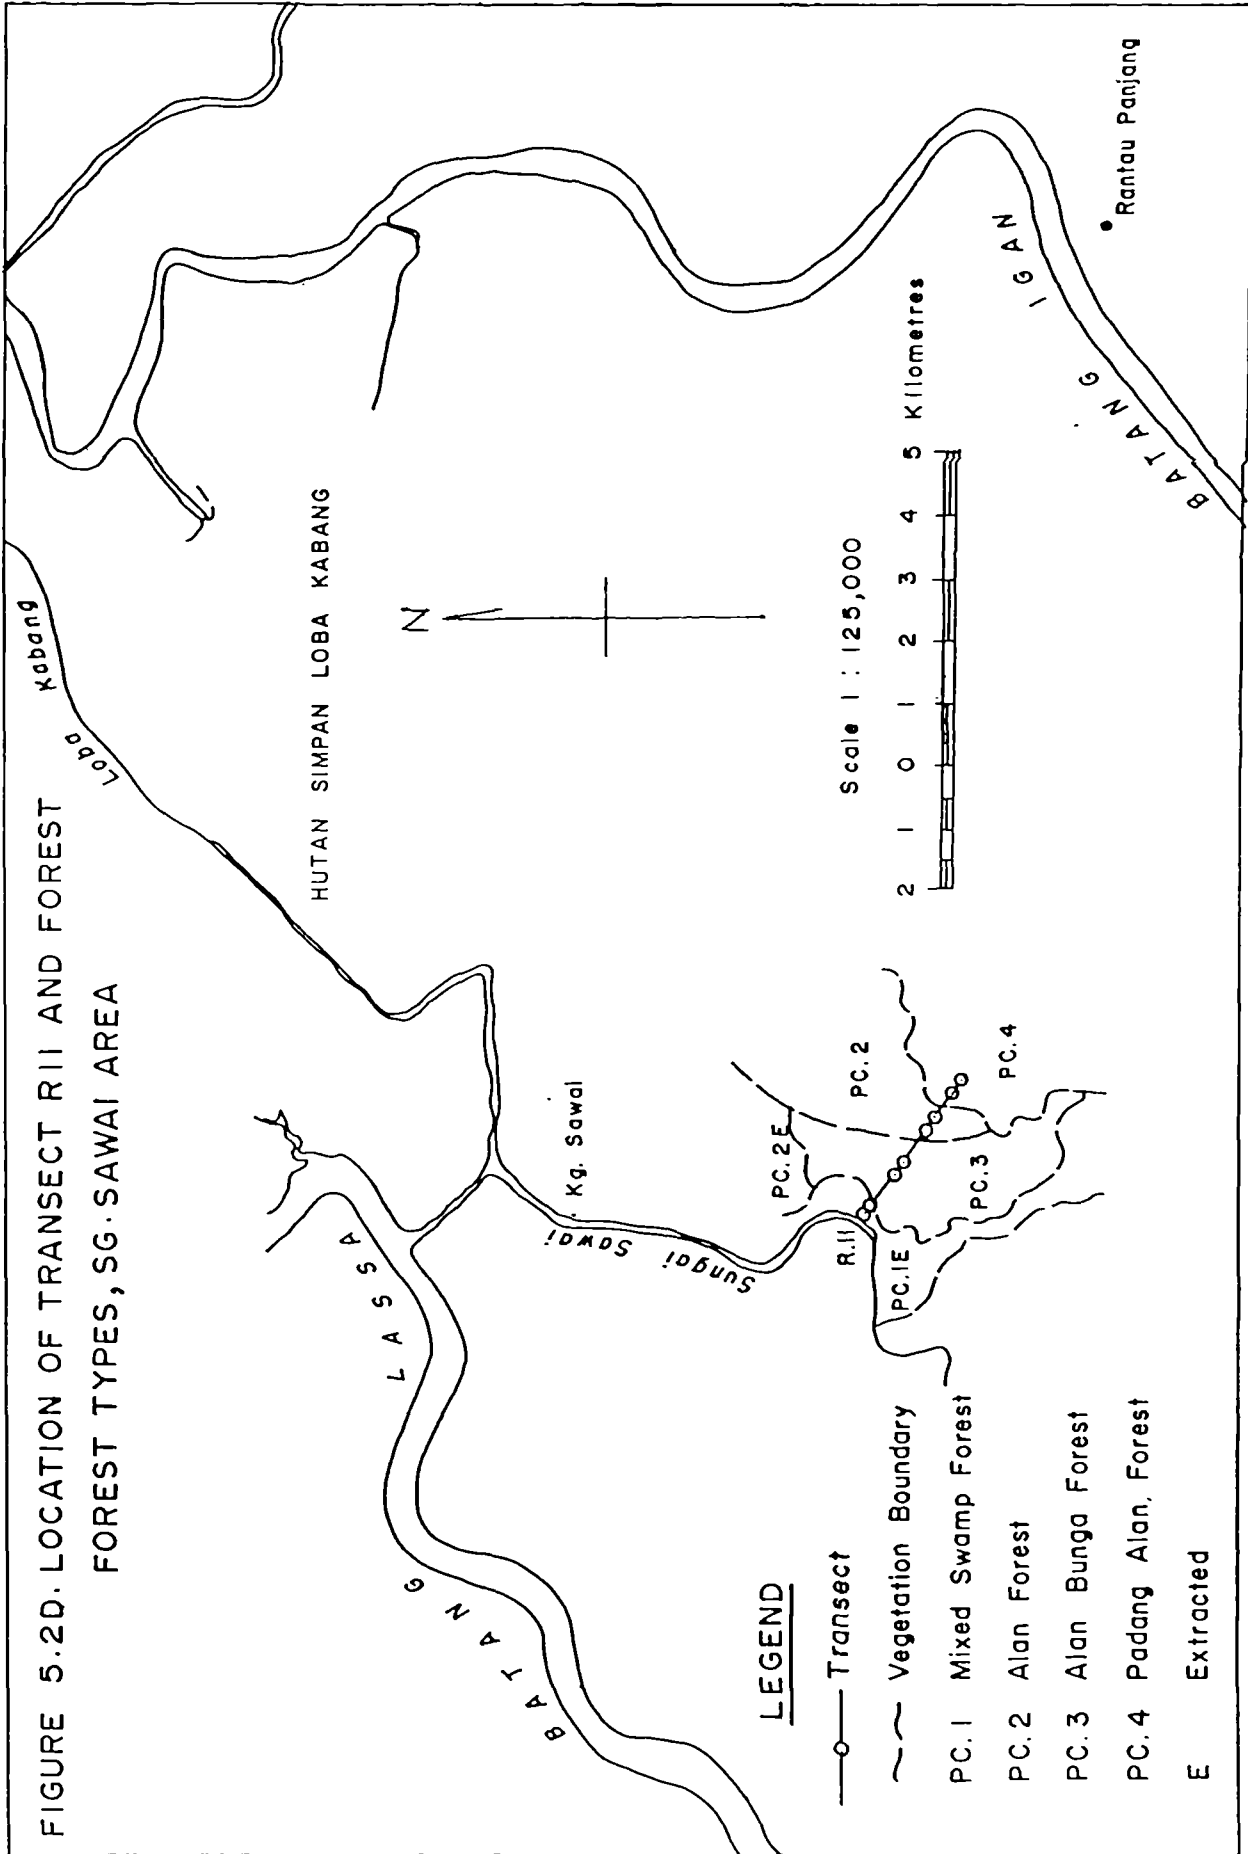 FIGURE 5.2D. LOCATION OF TRANSECT R11 AND FOREST
FOREST TYPES, SG. SAWAI AREA
Loba Kabang
HUTAN SIMPAN LOBA KABANG
N
BATANG LASSA
Kg. Sawai
Sungai Sawai
R.11
PC.1E
PC.2E
PC.2
PC.3
PC.4
Scale 1 : 125,000
2 1 0 1 2 3 4 5 Kilometres
BATANG IGAN
Rantau Panjang
LEGEND
Transect
Vegetation Boundary
PC.1 Mixed Swamp Forest
PC.2 Alan Forest
PC.3 Alan Bunga Forest
PC.4 Padang Alan, Forest
E Extracted